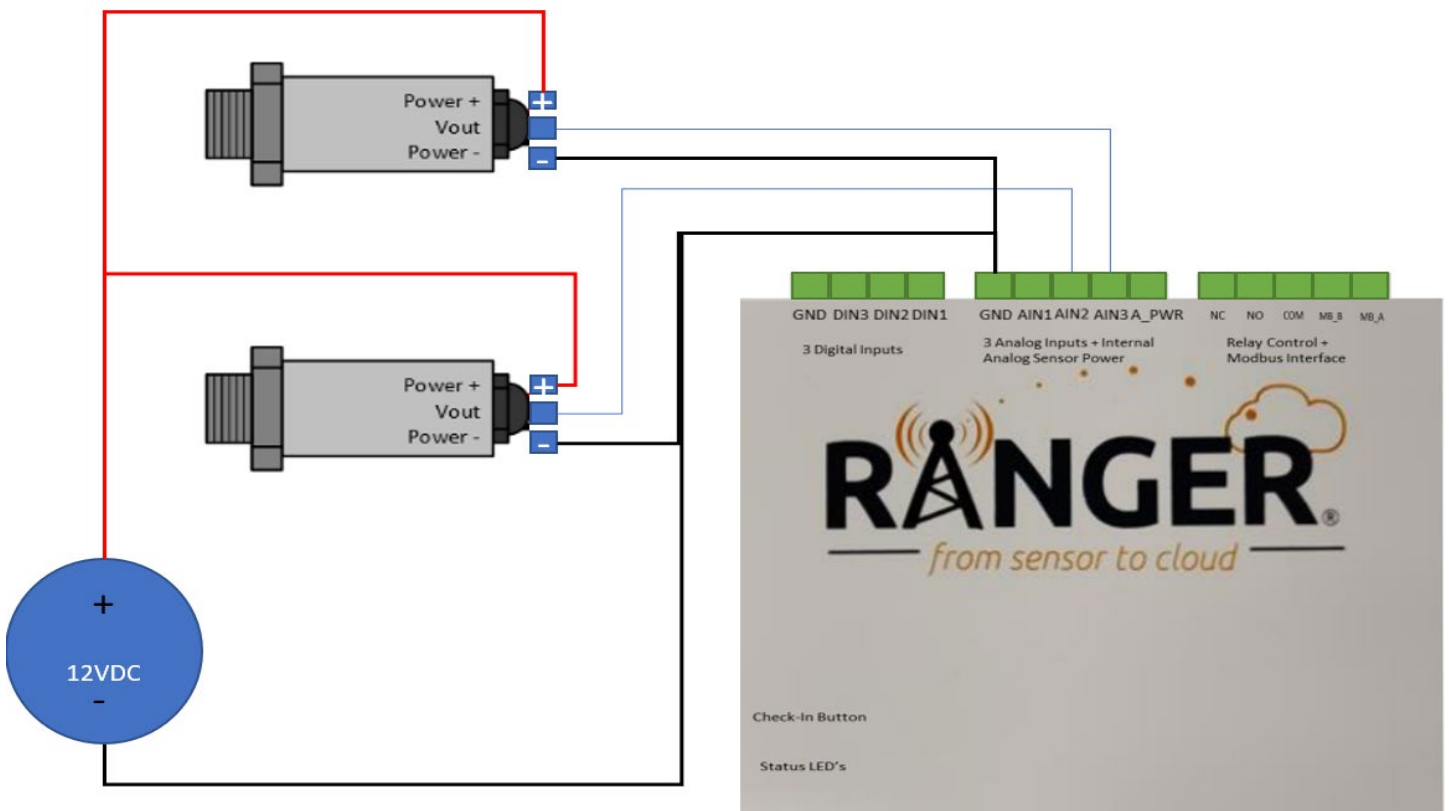 Power +
Vout
Power -
+
-
Power +
Vout
Power -
+
-
+
12VDC
-
GND DIN3 DIN2 DIN1
3 Digital Inputs
GND AIN1 AIN2 AIN3 A_PWR
3 Analog Inputs + Internal
Analog Sensor Power
NC NO COM MB_B MB_A
Relay Control +
Modbus Interface
RANGER®
from sensor to cloud
Check-In Button
Status LED's